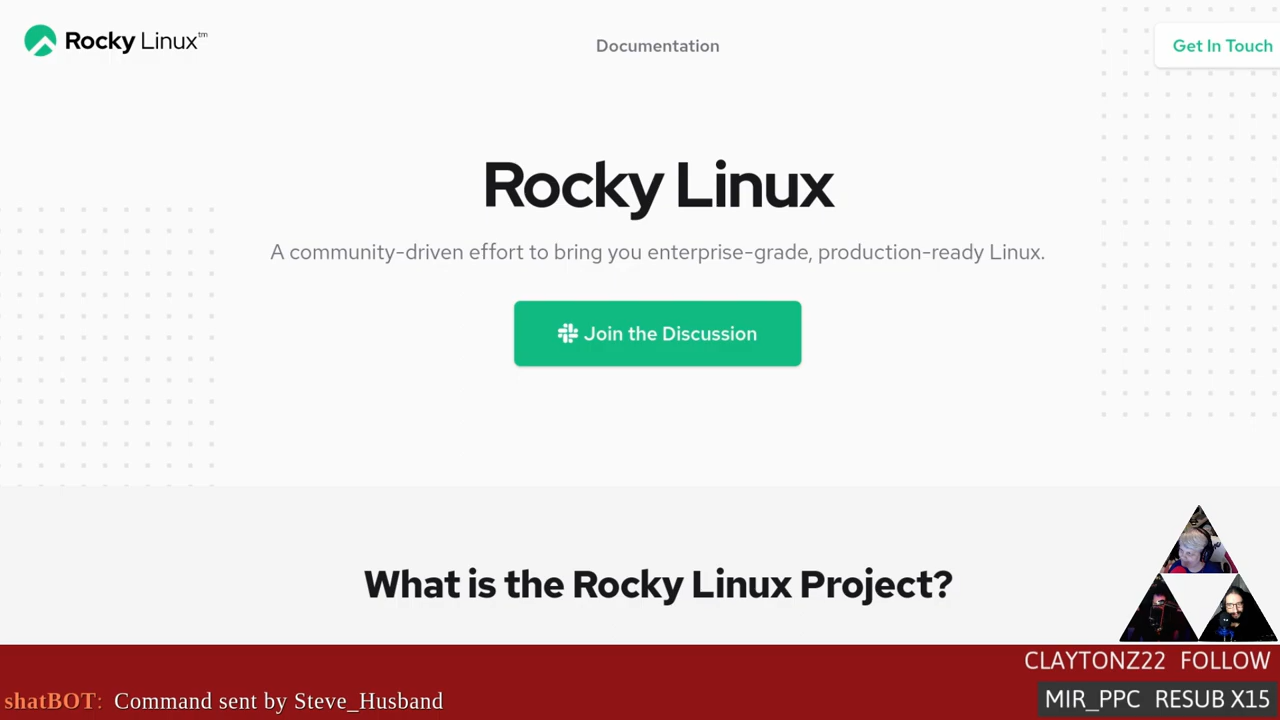 Rocky Linux™
Documentation
Get In Touch
Rocky Linux
A community-driven effort to bring you enterprise-grade, production-ready Linux.
Join the Discussion
What is the Rocky Linux Project?
CLAYTONZ22 FOLLOW
shatBOT: Command sent by Steve_Husband
MIR_PPC RESUB X15